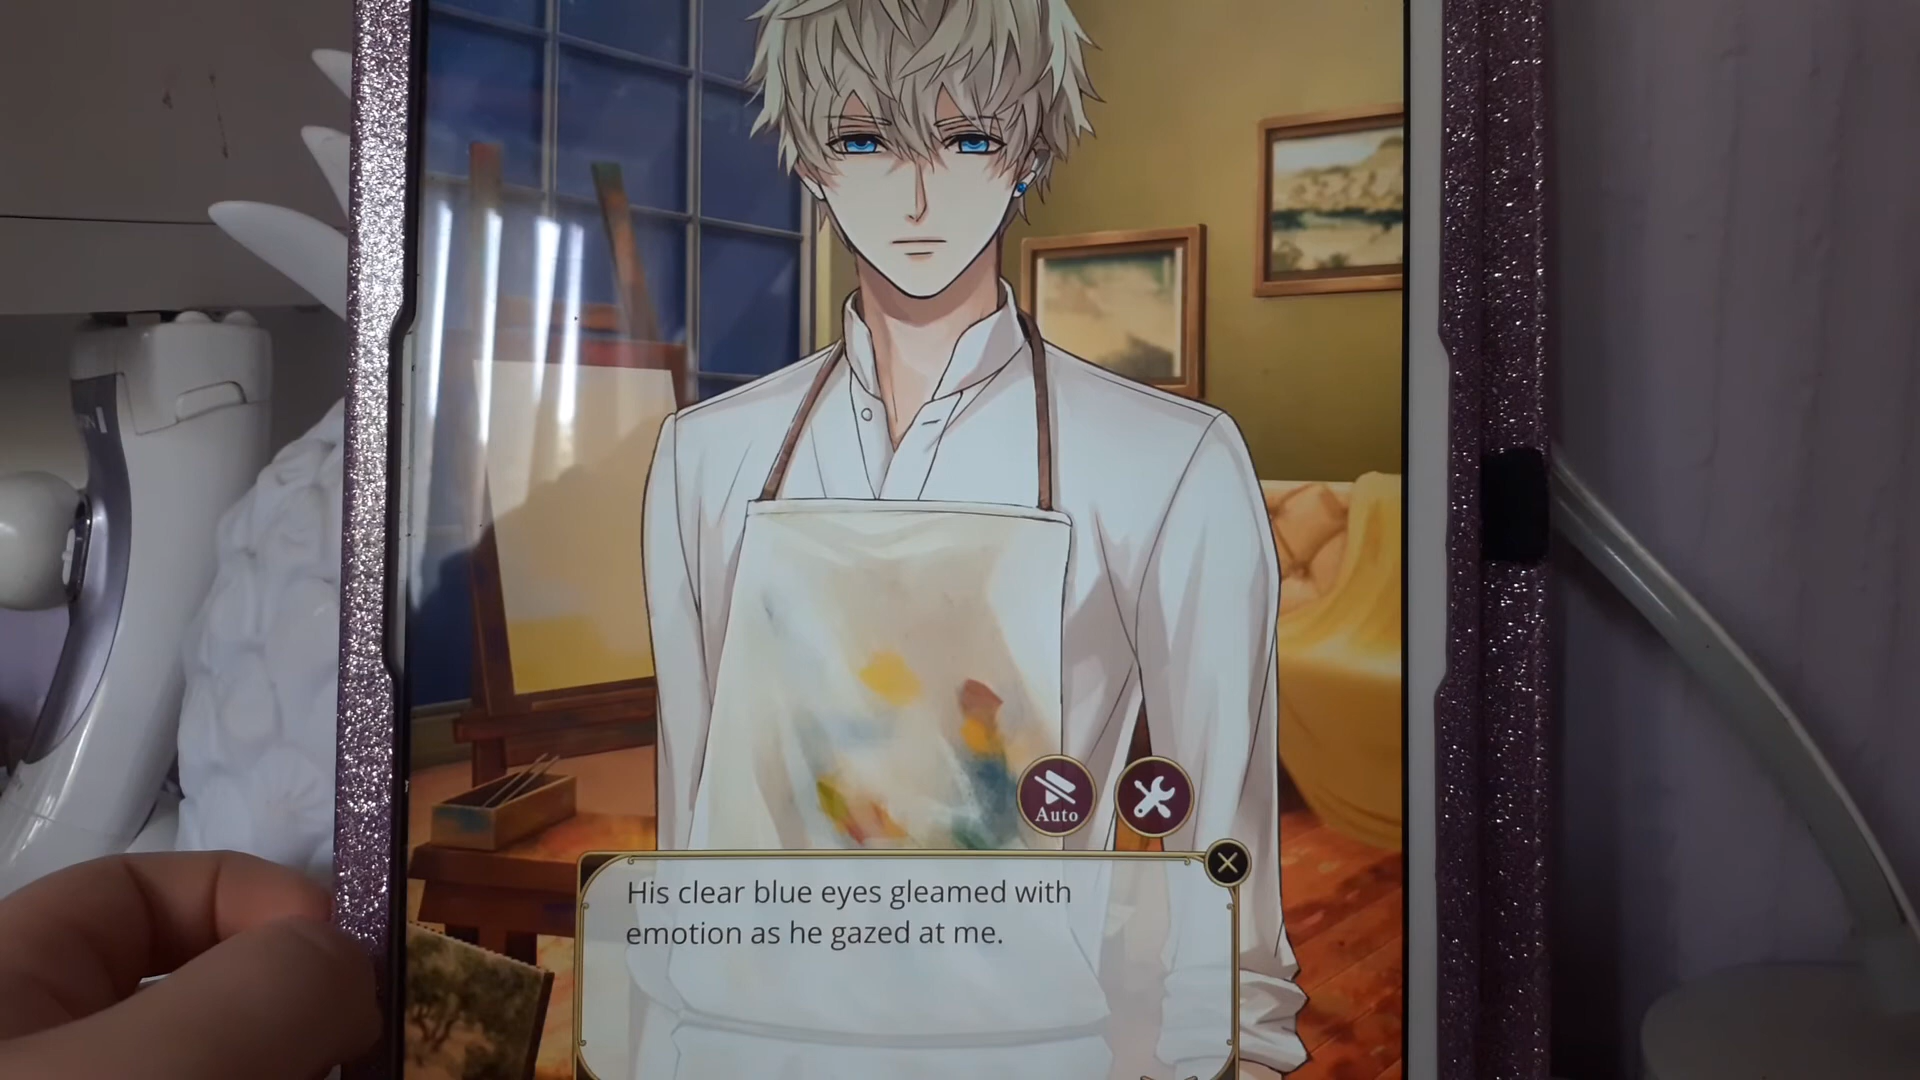 Auto
His clear blue eyes gleamed with
emotion as he gazed at me.